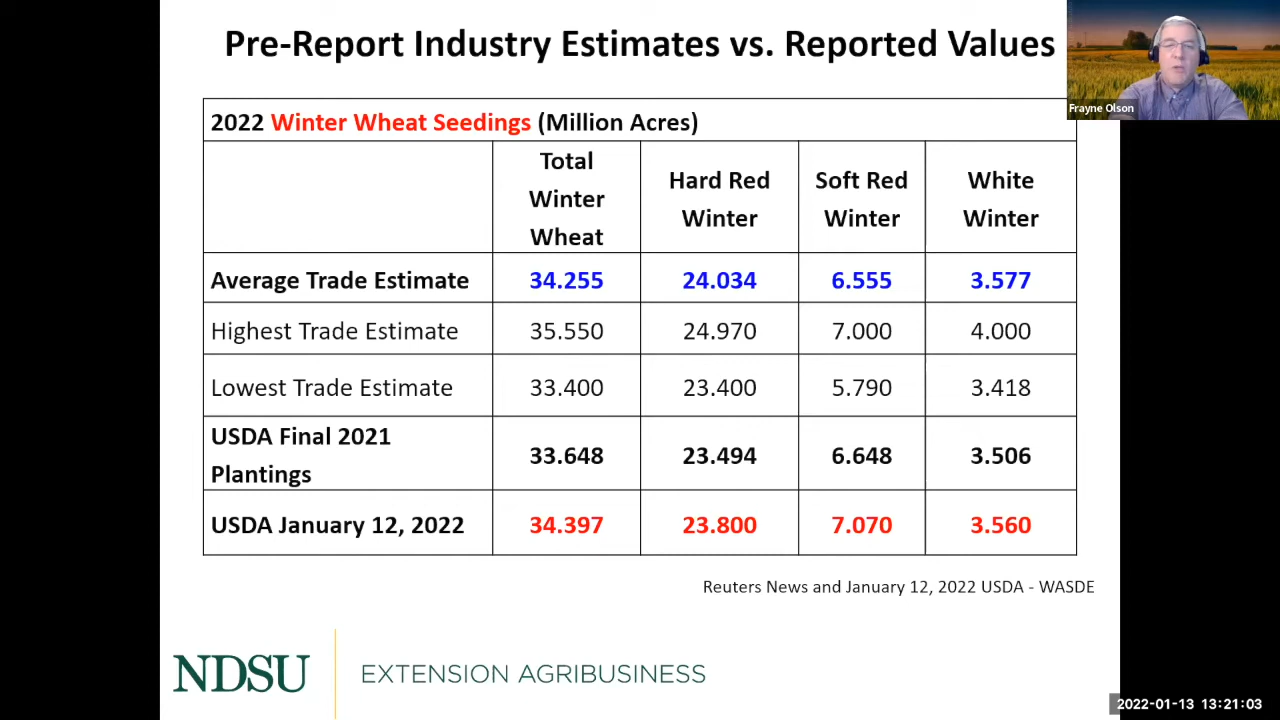 Pre-Report Industry Estimates vs. Reported Values
Frayne Olson
2022 Winter Wheat Seedings (Million Acres)
Total Winter Wheat Hard Red Winter Soft Red Winter White Winter
Average Trade Estimate 34.255 24.034 6.555 3.577
Highest Trade Estimate 35.550 24.970 7.000 4.000
Lowest Trade Estimate 33.400 23.400 5.790 3.418
USDA Final 2021 Plantings 33.648 23.494 6.648 3.506
USDA January 12, 2022 34.397 23.800 7.070 3.560
Reuters News and January 12, 2022 USDA - WASDE
NDSU EXTENSION AGRIBUSINESS
2022-01-13 13:21:03